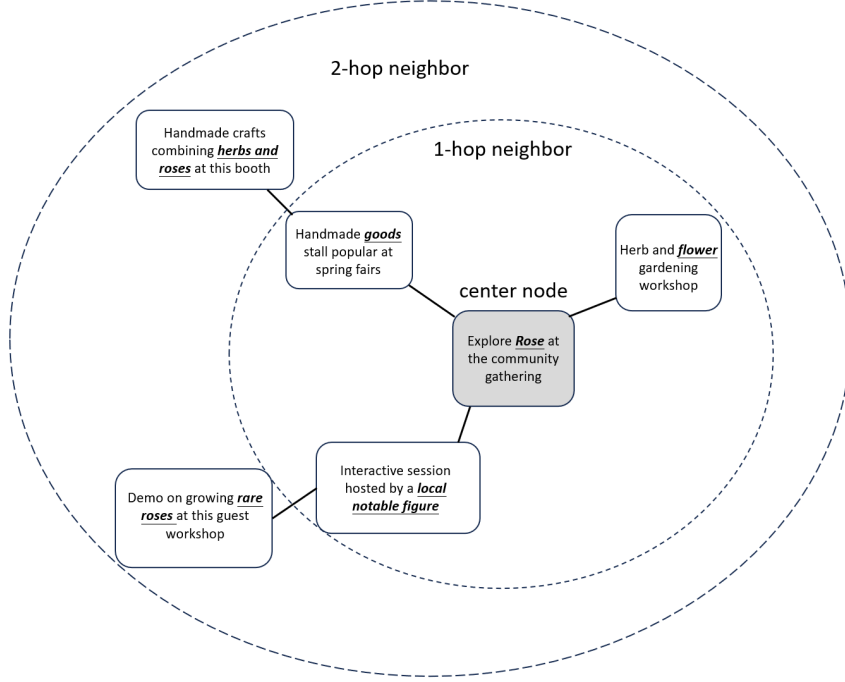 2-hop neighbor
Handmade crafts
combining herbs and
roses at this booth
1-hop neighbor
Handmade goods
stall popular at
spring fairs
Herb and flower
gardening
workshop
center node
Explore Rose at
the community
gathering
Interactive session
hosted by a local
notable figure
Demo on growing rare
roses at this guest
workshop